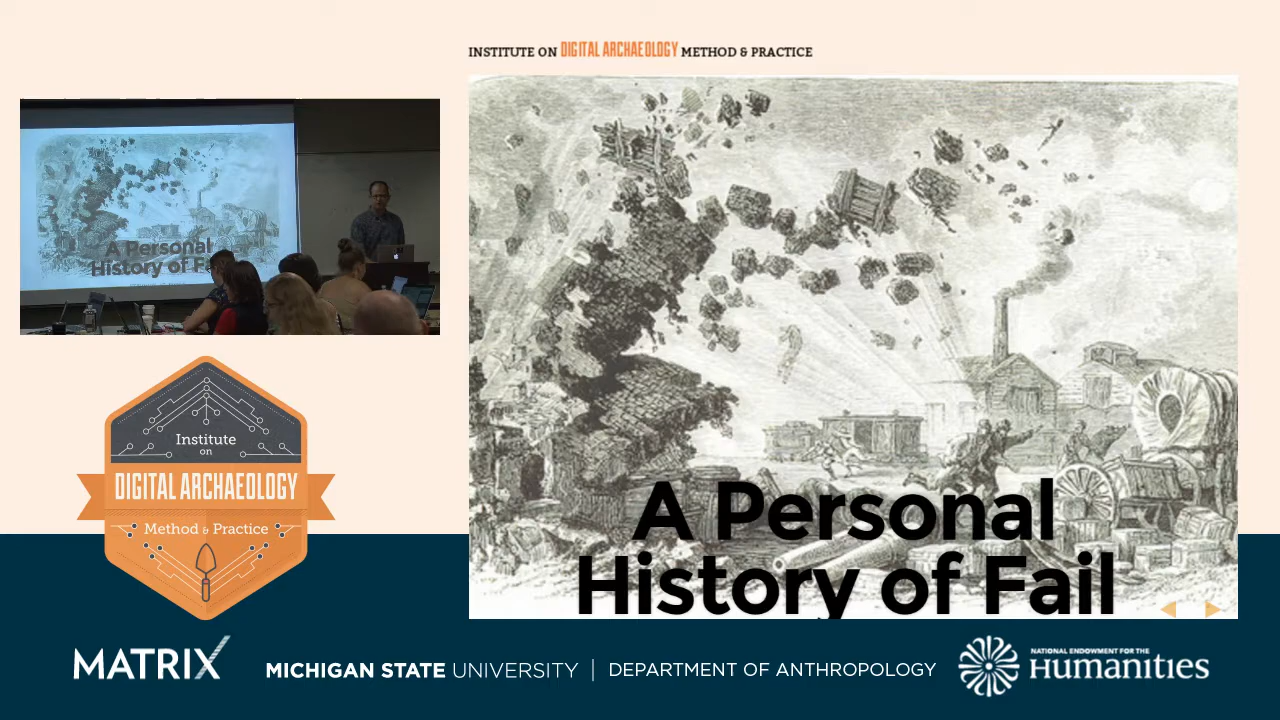 INSTITUTE ON DIGITAL ARCHAEOLOGY METHOD & PRACTICE
A Personal
History of F
A Personal
History of Fail
Institute
on
DIGITAL ARCHAEOLOGY
Method & Practice
MATRIX
MICHIGAN STATE UNIVERSITY | DEPARTMENT OF ANTHROPOLOGY
NATIONAL ENDOWMENT FOR THE
Humanities